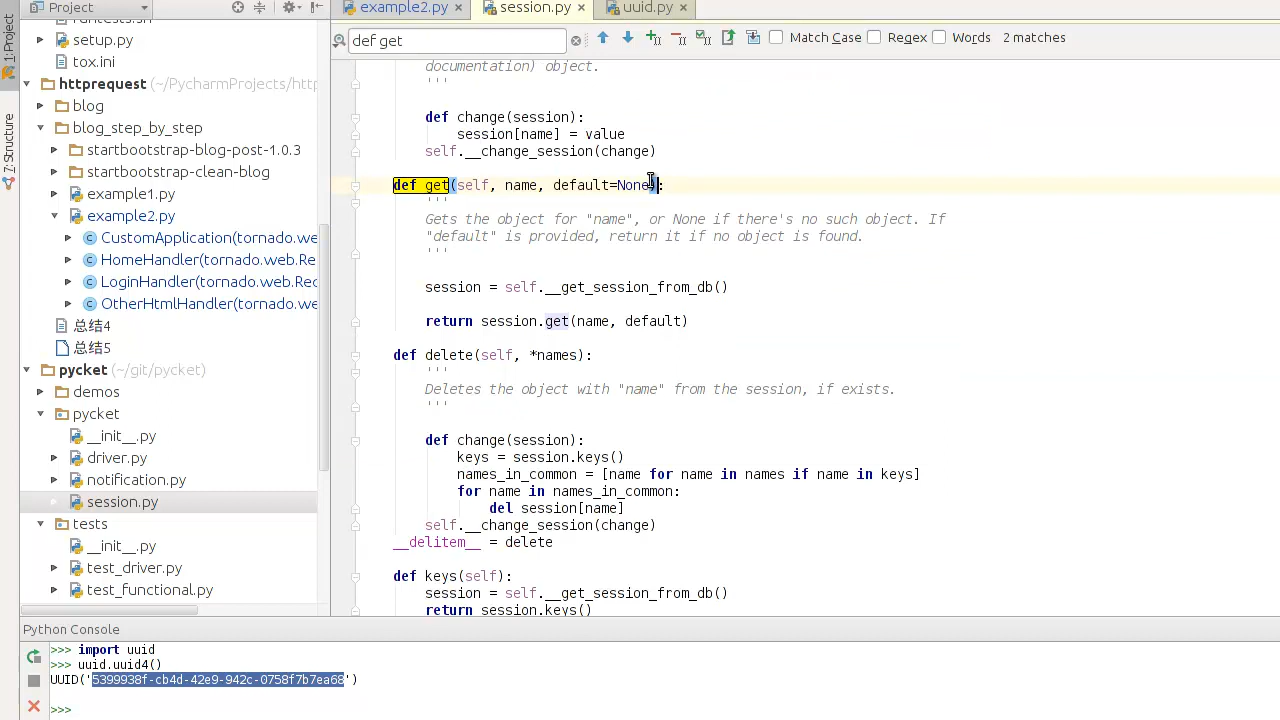 Project
example2.py
session.py
uuid.py
1: Project
7: Structure
def get
Match Case
Regex
Words
2 matches
setup.py
tox.ini
httprequest (~/PycharmProjects/htt
blog
blog_step_by_step
startbootstrap-blog-post-1.0.3
startbootstrap-clean-blog
example1.py
example2.py
CustomApplication(tornado.we
HomeHandler(tornado.web.Re
LoginHandler(tornado.web.Rec
OtherHtmlHandler(tornado.we
总结4
总结5
pycket (~/git/pycket)
demos
pycket
__init__.py
driver.py
notification.py
session.py
tests
__init__.py
test_driver.py
test_functional.py
documentation) object.
'''
def change(session):
session[name] = value
self.__change_session(change)
def get(self, name, default=None):
'''
Gets the object for "name", or None if there's no such object. If
"default" is provided, return it if no object is found.
'''
session = self.__get_session_from_db()
return session.get(name, default)
def delete(self, *names):
'''
Deletes the object with "name" from the session, if exists.
'''
def change(session):
keys = session.keys()
names_in_common = [name for name in names if name in keys]
for name in names_in_common:
del session[name]
self.__change_session(change)
__delitem__ = delete
def keys(self):
session = self.__get_session_from_db()
return session.keys()
Python Console
>>> import uuid
>>> uuid.uuid4()
UUID('5399938f-cb4d-42e9-942c-0758f7b7ea68')
>>>